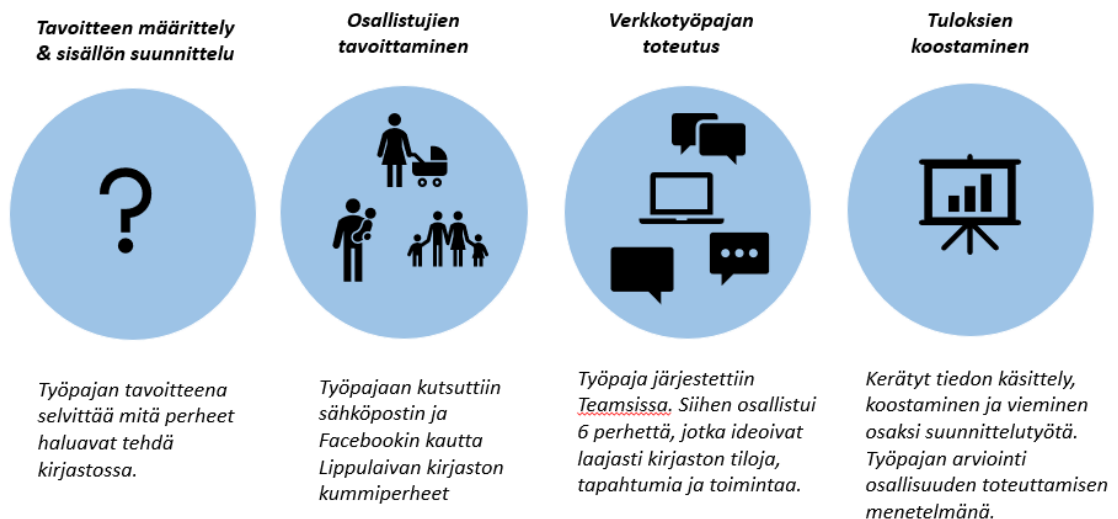 Tavoitteen määrittely
& sisällön suunnittelu
Osallistujien
tavoittaminen
Verkkotyöpajan
toteutus
Tuloksien
koostaminen
?
Työpajan tavoitteena
selvittää mitä perheet
haluavat tehdä
kirjastossa.
Työpajaan kutsuttiin
sähköpostin ja
Facebookin kautta
Lippulaivan kirjaston
kummiperheet
Työpaja järjestettiin
Teamsissa. Siihen osallistui
6 perhettä, jotka ideoivat
laajasti kirjaston tiloja,
tapahtumia ja toimintaa.
Kerätyt tiedon käsittely,
koostaminen ja vieminen
osaksi suunnittelutyötä.
Työpajan arviointi
osallisuuden toteuttamisen
menetelmänä.